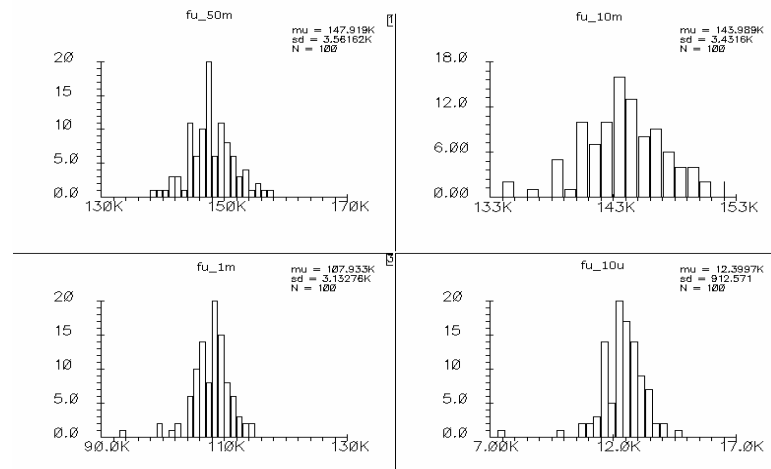 fu_50m
mu = 147.919K
sd = 3.56162K
N = 100
20
15
10
5.0
0.0
130K 150K 170K
1
fu_10m
mu = 143.989K
sd = 3.4316K
N = 100
18.0
12.0
6.00
0.00
133K 143K 153K
fu_1m
mu = 107.933K
sd = 3.13276K
N = 100
20
15
10
5.0
0.0
90.0K 110K 130K
3
fu_10u
mu = 12.3997K
sd = 912.571
N = 100
20
15
10
5.0
0.0
7.00K 12.0K 17.0K